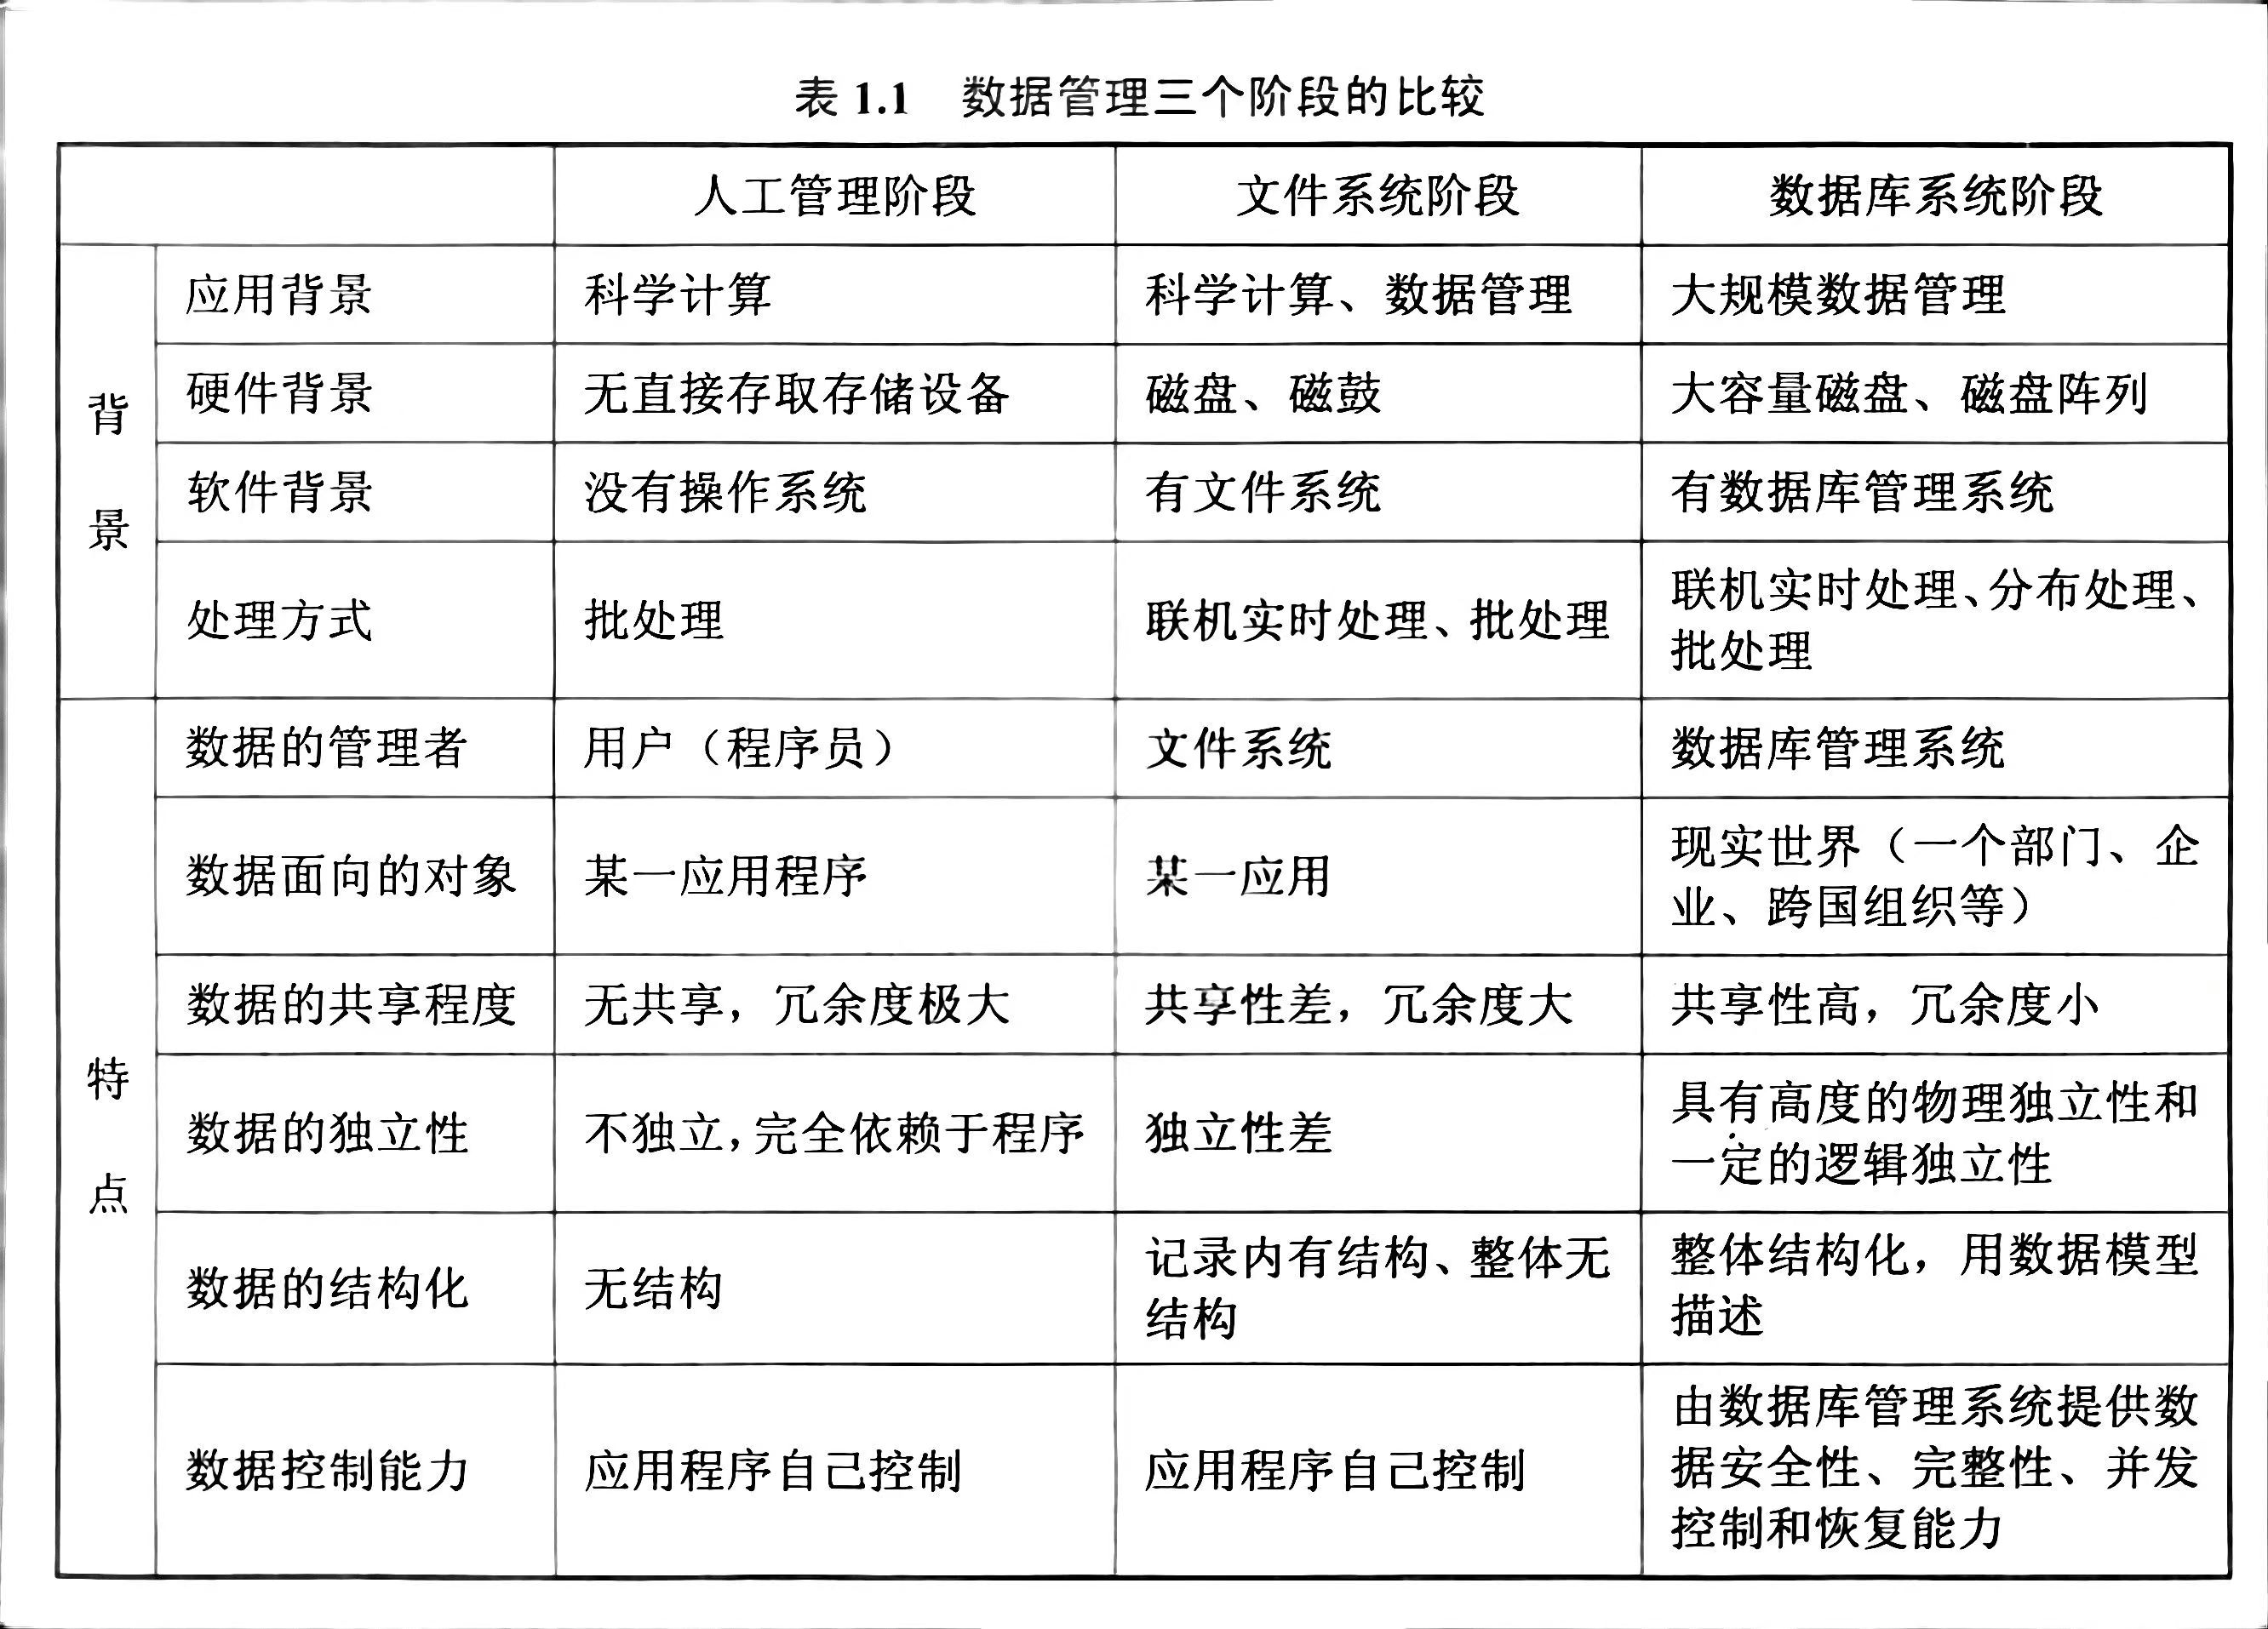 表 1.1 数据管理三个阶段的比较
人工管理阶段 文件系统阶段 数据库系统阶段
背景
应用背景 科学计算 科学计算、数据管理 大规模数据管理
硬件背景 无直接存取存储设备 磁盘、磁鼓 大容量磁盘、磁盘阵列
软件背景 没有操作系统 有文件系统 有数据库管理系统
处理方式 批处理 联机实时处理、批处理 联机实时处理、分布处理、
批处理
特点
数据的管理者 用户（程序员） 文件系统 数据库管理系统
数据面向的对象 某一应用程序 某一应用 现实世界（一个部门、企
业、跨国组织等）
数据的共享程度 无共享，冗余度极大 共享性差，冗余度大 共享性高，冗余度小
数据的独立性 不独立，完全依赖于程序 独立性差 具有高度的物理独立性和
一定的逻辑独立性
数据的结构化 无结构 记录内有结构、整体无
结构 整体结构化，用数据模型
描述
数据控制能力 应用程序自己控制 应用程序自己控制 由数据库管理系统提供数
据安全性、完整性、并发
控制和恢复能力